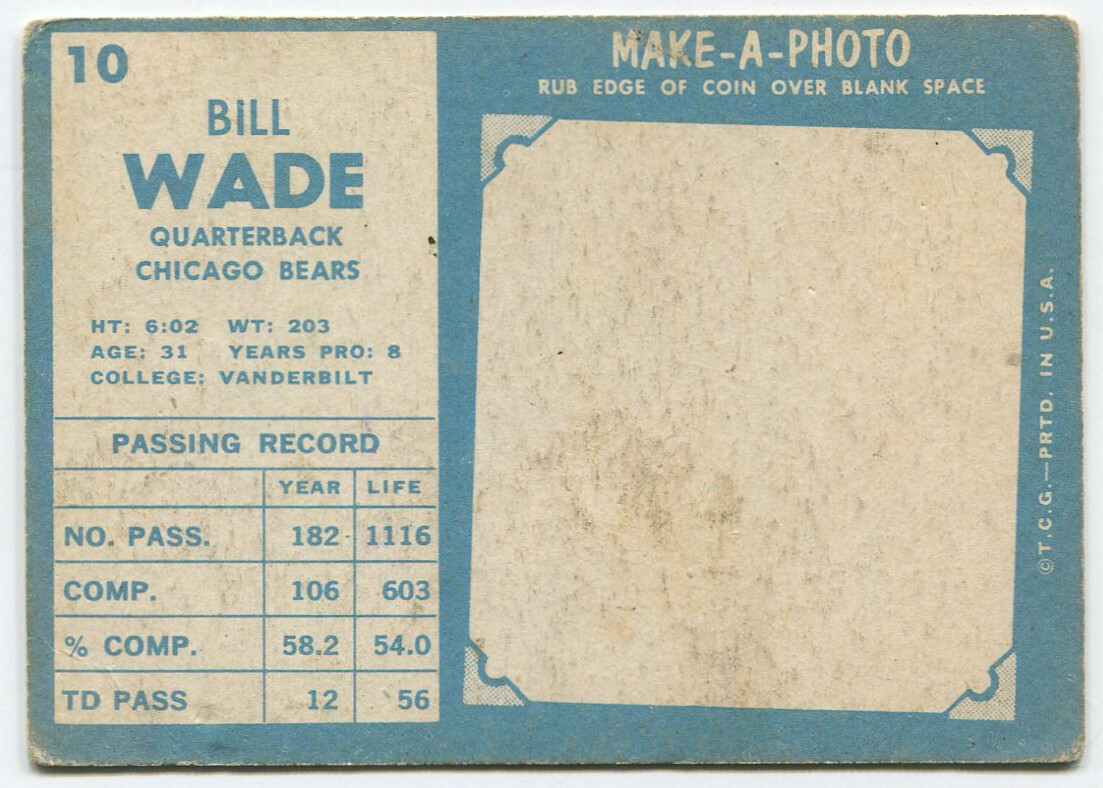 10
BiLL
WADE
QUARTERBACK
CHICAGO BEARS
HT: 6:02 WT: 203
AGE: 31 YEARS PRO: 8
COLLEGE: VANDERBILT
PASSING RECORD
YEAR LIFE
NO. PASS. 182 1116
COMP. 106 603
% COMP. 58.2 54.0
TD PASS 12 56
MAKE-A-PHOTO
RUB EDGE OF COIN OVER BLANK SPACE
©T.C.G.—PRTD. IN U.S.A.